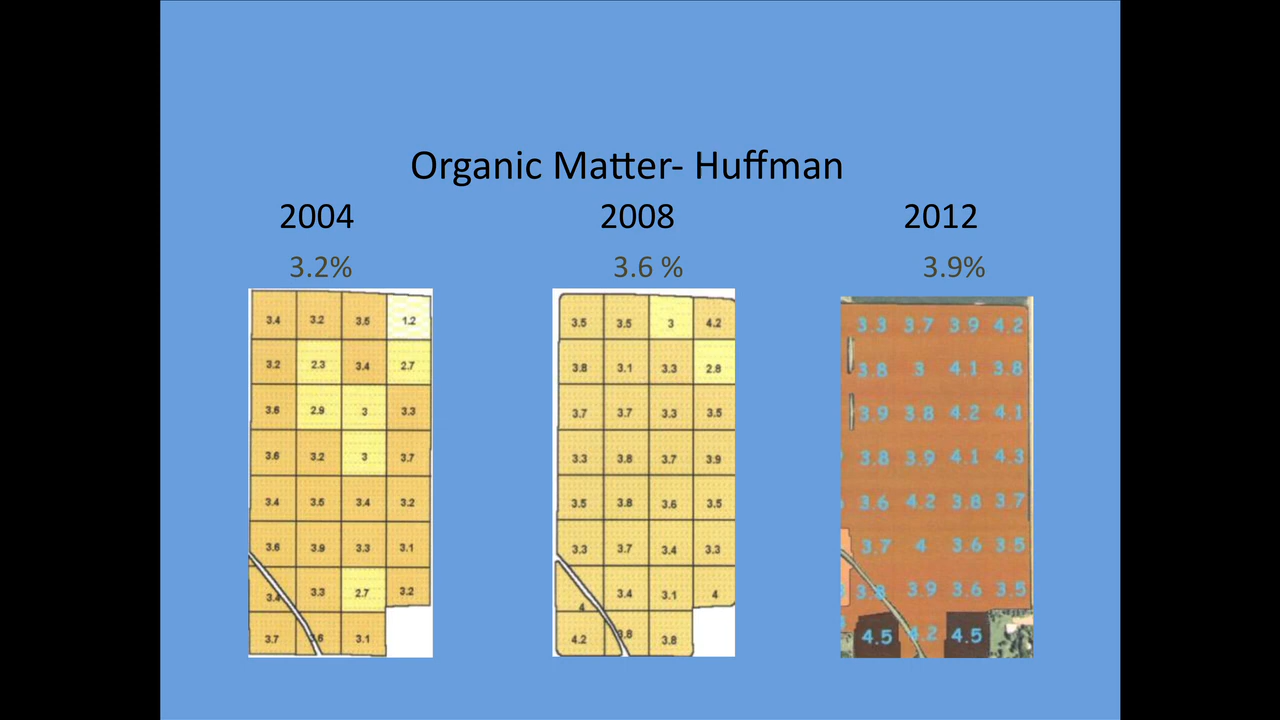 Organic Matter- Huffman
2004 2008 2012
3.2% 3.6 % 3.9%
3.4 3.2 3.5 1.2 3.5 3.5 3 4.2 3.3 3.7 3.9 4.2
3.2 2.3 3.4 2.7 3.8 3.1 3.3 2.8 3.8 3 4.1 3.8
3.6 2.9 3 3.3 3.7 3.7 3.3 3.5 3.9 3.8 4.2 4.1
3.6 3.2 3 3.7 3.3 3.8 3.7 3.9 3.8 3.9 4.1 4.3
3.4 3.5 3.4 3.2 3.5 3.8 3.6 3.5 3.6 4.2 3.8 3.7
3.6 3.9 3.3 3.1 3.3 3.7 3.4 3.3 3.7 4 3.6 3.5
3.4 3.3 2.7 3.2 4 3.4 3.1 4 3.9 3.6 3.5
3.7 3.1 4.2 3.8 3.8 4.5 4.2 4.5